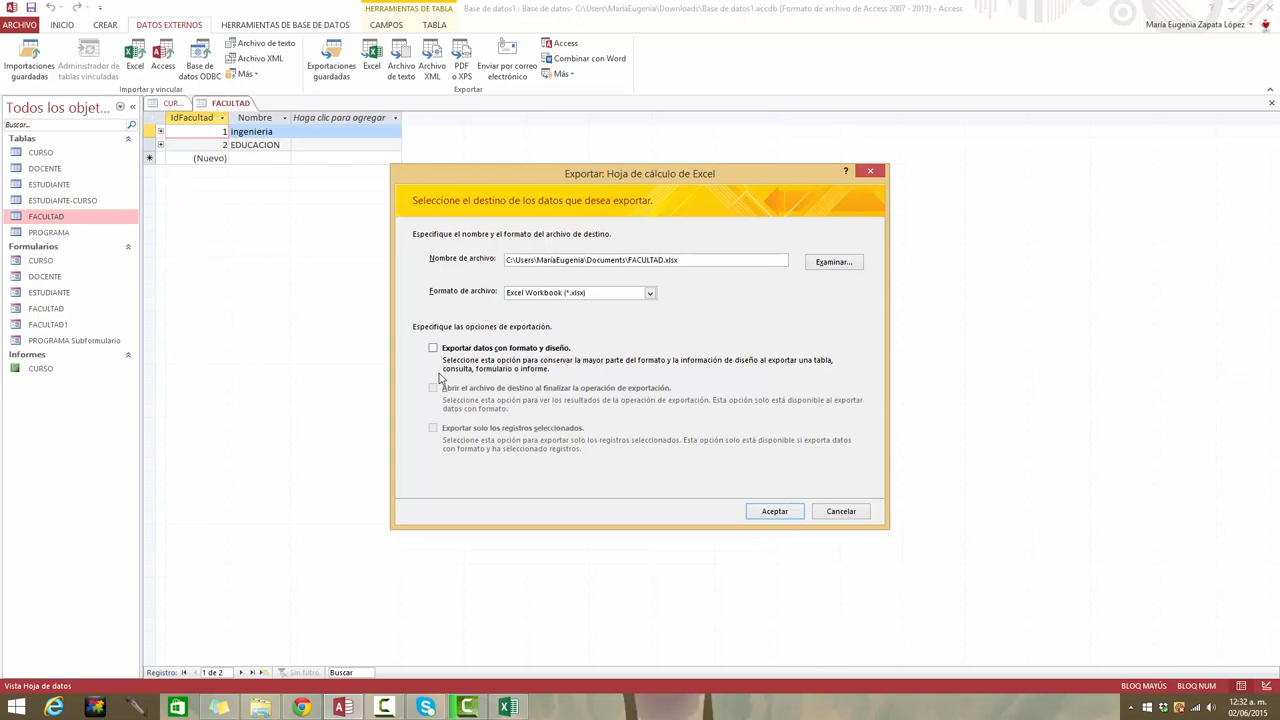 HERRAMIENTAS DE TABLA
Base de datos1 : Base de datos- C:\Users\MaríaEugenia\Downloads\Base de datos1.accdb (Formato de archivo de Access 2007 - 2013) - Access
ARCHIVO INICIO CREAR DATOS EXTERNOS HERRAMIENTAS DE BASE DE DATOS CAMPOS TABLA
María Eugenia Zapata López
Importaciones guardadas
Administrador de tablas vinculadas
Excel
Access
Base de datos ODBC
Archivo de texto
Archivo XML
Más
Importar y vincular
Exportaciones guardadas
Excel
Archivo de texto
Archivo XML
PDF o XPS
Enviar por correo electrónico
Access
Combinar con Word
Más
Exportar
Todos los objet...
Buscar...
Tablas
CURSO
DOCENTE
ESTUDIANTE
ESTUDIANTE-CURSO
FACULTAD
PROGRAMA
Formularios
CURSO
DOCENTE
ESTUDIANTE
FACULTAD
FACULTAD1
PROGRAMA Subformulario
Informes
CURSO
CUR... FACULTAD
IdFacultad Nombre Haga clic para agregar
1 ingenieria
2 EDUCACION
(Nuevo)
Exportar: Hoja de cálculo de Excel
Seleccione el destino de los datos que desea exportar.
Especifique el nombre y el formato del archivo de destino.
Nombre de archivo: C:\Users\MaríaEugenia\Documents\FACULTAD.xlsx Examinar...
Formato de archivo: Excel Workbook (*.xlsx)
Especifique las opciones de exportación.
Exportar datos con formato y diseño.
Seleccione esta opción para conservar la mayor parte del formato y la información de diseño al exportar una tabla,
consulta, formulario o informe.
Abrir el archivo de destino al finalizar la operación de exportación.
Seleccione esta opción para ver los resultados de la operación de exportación. Esta opción solo está disponible al exportar
datos con formato.
Exportar solo los registros seleccionados.
Seleccione esta opción para exportar solo los registros seleccionados. Esta opción solo está disponible si exporta datos
con formato y ha seleccionado registros.
Aceptar Cancelar
Registro: 1 de 2 Sin filtro Buscar
Vista Hoja de datos BLOQ MAYÚS BLOQ NUM
12:32 a. m.
02/06/2015